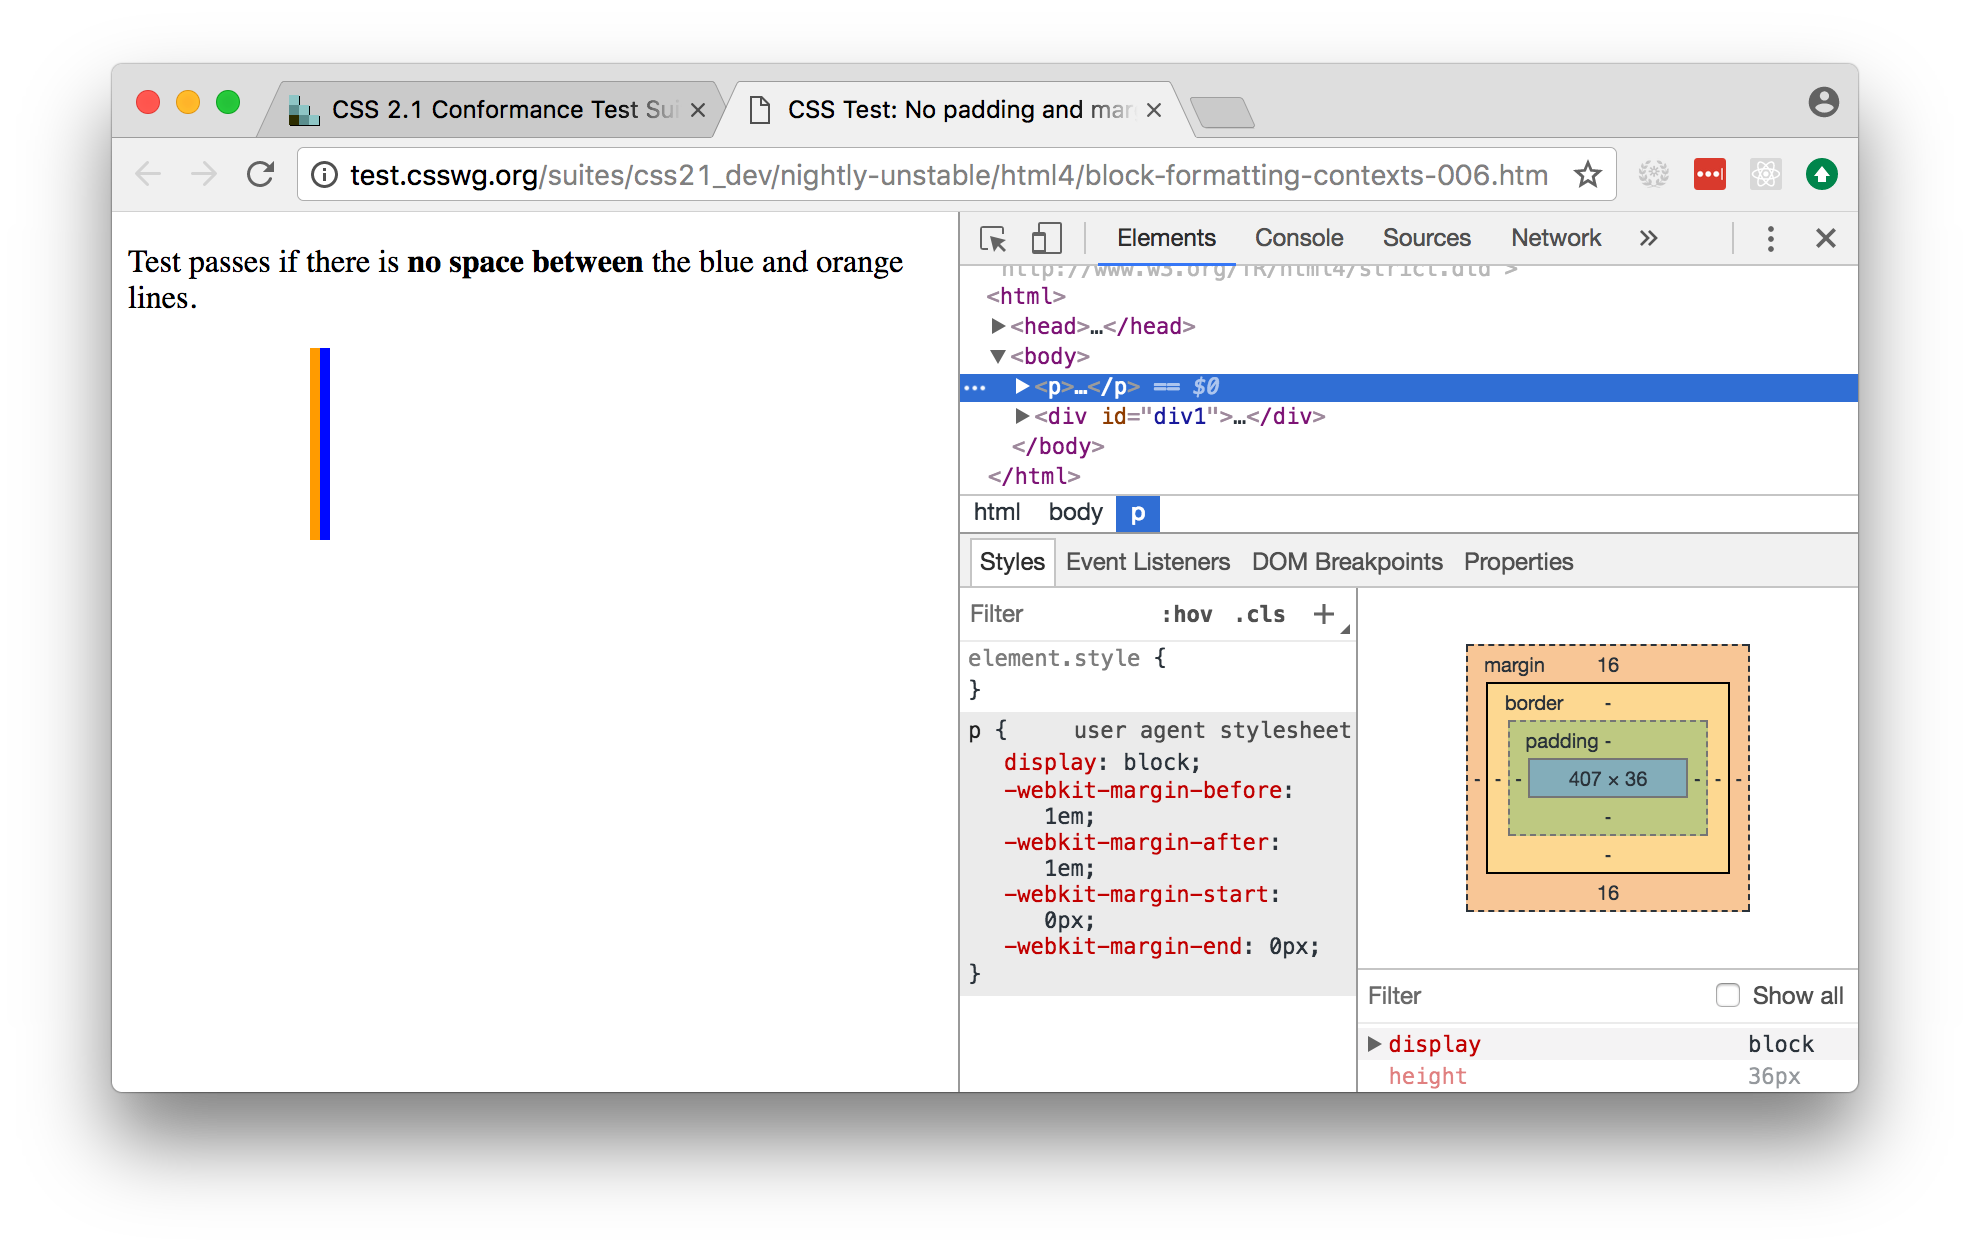 CSS 2.1 Conformance Test Sui
CSS Test: No padding and mar
test.csswg.org/suites/css21_dev/nightly-unstable/html4/block-formatting-contexts-006.htm
Test passes if there is no space between the blue and orange
lines.
Elements Console Sources Network »
http://www.w3.org/TR/html4/strict.dtd">
<html>
<head>…</head>
<body>
… <p>…</p> == $0
<div id="div1">…</div>
</body>
</html>
html body p
Styles Event Listeners DOM Breakpoints Properties
Filter :hov .cls +
element.style {
}
p { user agent stylesheet
display: block;
-webkit-margin-before:
1em;
-webkit-margin-after:
1em;
-webkit-margin-start:
0px;
-webkit-margin-end: 0px;
}
margin 16
border -
padding -
- - - 407 × 36 - - -
-
-
16
Filter Show all
display block
height 36px